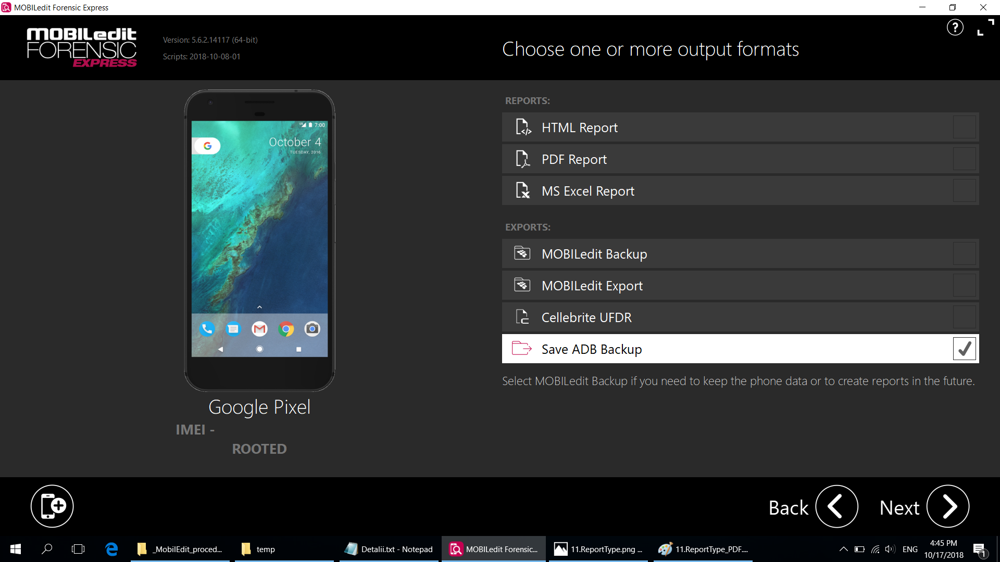 MOBILedit Forensic Express
MOBILedit
FORENSIC
EXPRESS
Version: 5.6.2.14117 (64-bit)
Scripts: 2018-10-08-01
Choose one or more output formats
?
LTE 7:00
G
October 4
TUESDAY, 2016
Google Pixel
IMEI -
ROOTED
REPORTS:
HTML Report
PDF Report
MS Excel Report
EXPORTS:
MOBILedit Backup
MOBILedit Export
Cellebrite UFDR
Save ADB Backup
Select MOBILedit Backup if you need to keep the phone data or to create reports in the future.
Back
Next
_MobilEdit_proced...
temp
Detalii.txt - Notepad
MOBILedit Forensic...
11.ReportType.png ...
11.ReportType_PDF....
ENG
4:45 PM
10/17/2018
1